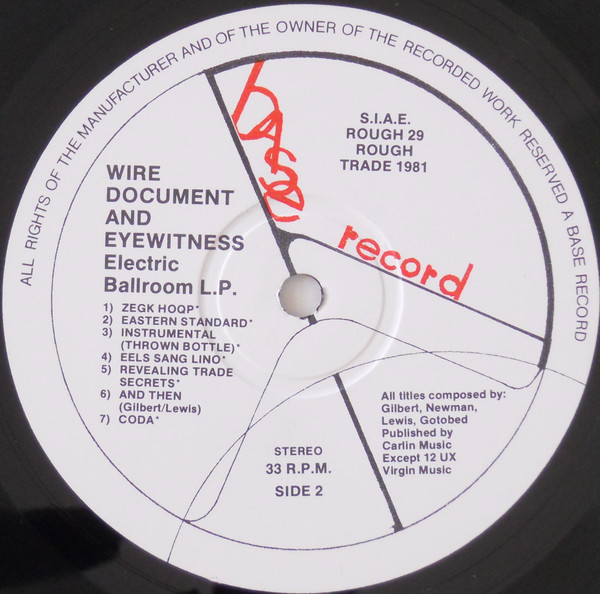 ALL RIGHTS OF THE MANUFACTURER AND OF THE OWNER OF THE RECORDED WORK RESERVED A BASE RECORD
base
record
S.I.A.E.
ROUGH 29
ROUGH
TRADE 1981
WIRE
DOCUMENT
AND
EYEWITNESS
Electric
Ballroom L.P.
1) ZEGK HOQP*
2) EASTERN STANDARD*
3) INSTRUMENTAL
(THROWN BOTTLE)*
4) EELS SANG LINO*
5) REVEALING TRADE
SECRETS*
6) AND THEN
(Gilbert/Lewis)
7) CODA*
STEREO
33 R.P.M.
SIDE 2
All titles composed by:
Gilbert, Newman,
Lewis, Gotobed
Published by
Carlin Music
Except 12 UX
Virgin Music